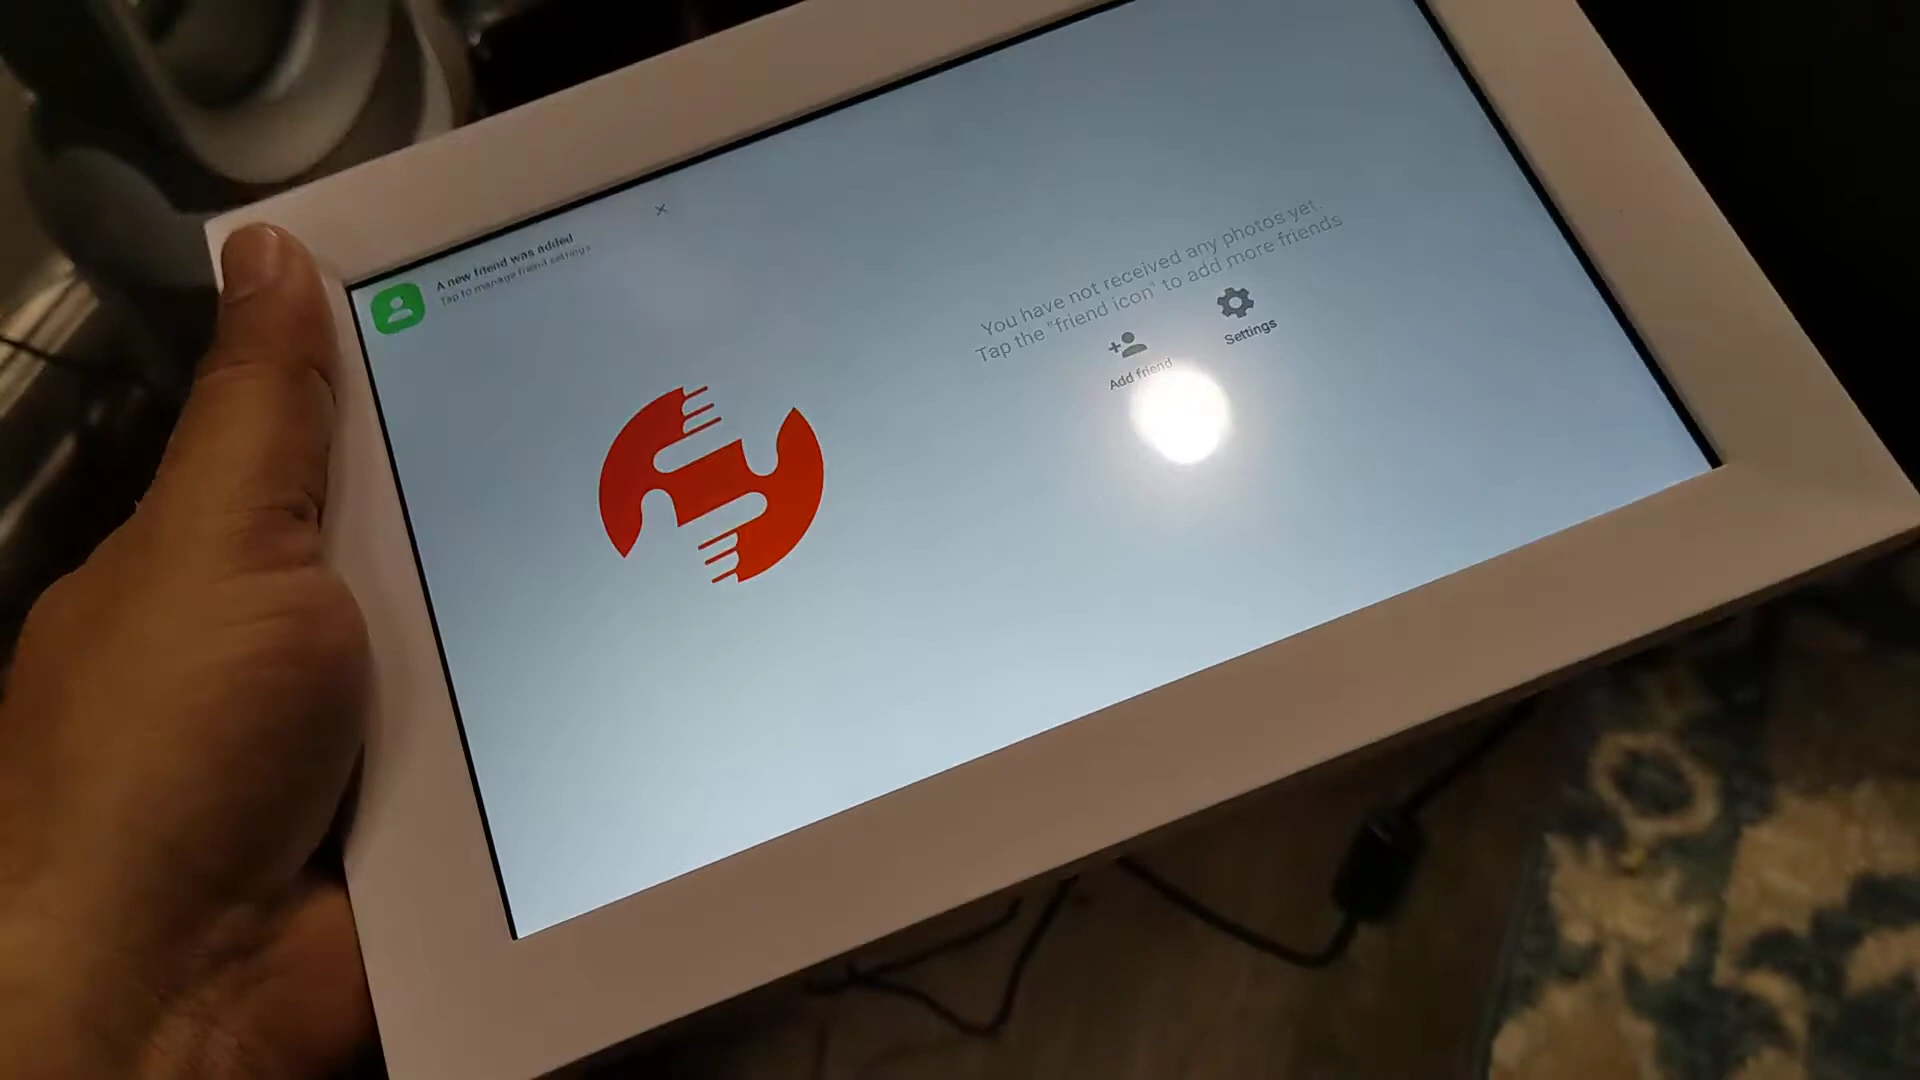 A new friend was added
Tap to manage friend settings
You have not received any photos yet.
Tap the "friend icon" to add more friends
Add friend
Settings